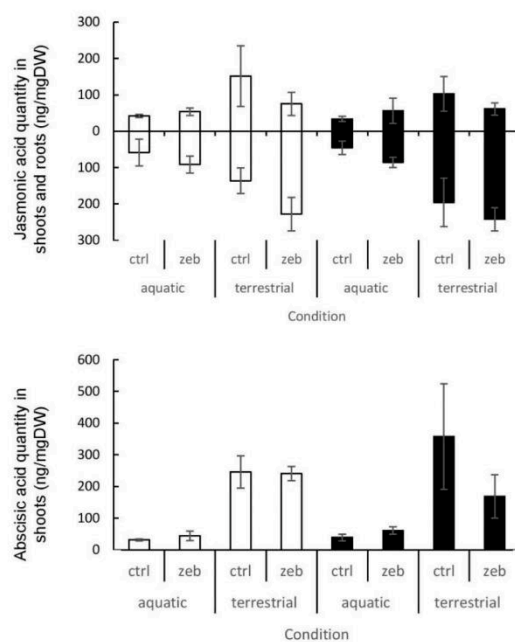 Jasmonic acid quantity in
shoots and roots (ng/mgDW)
300
200
100
0
100
200
300
ctrl zeb ctrl zeb ctrl zeb ctrl zeb
aquatic terrestrial aquatic terrestrial
Condition
Abscisic acid quantity in
shoots (ng/mgDW)
600
500
400
300
200
100
0
ctrl zeb ctrl zeb ctrl zeb ctrl zeb
aquatic terrestrial aquatic terrestrial
Condition